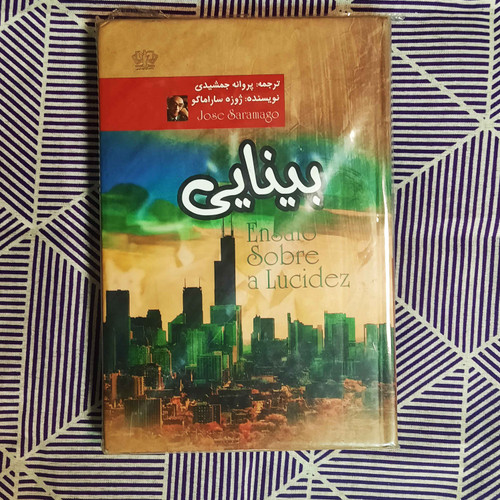 ترجمه: پروانه جمشیدی
نویسنده: ژوزه ساراماگو
Jose Saramago
بینایی
Ensaio
Sobre
a Lucidez